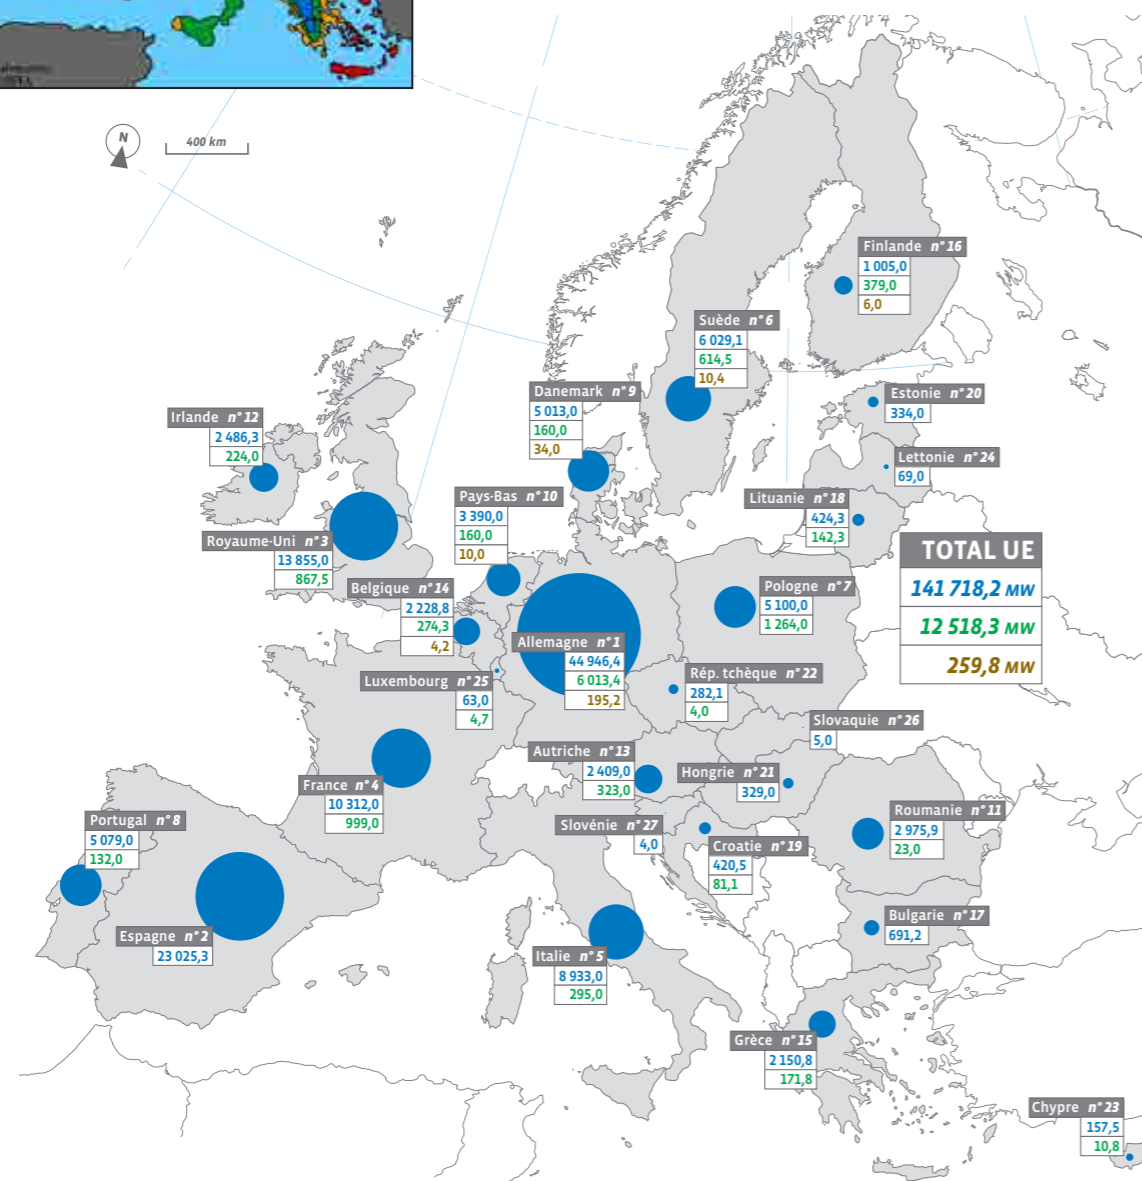 N
400 km
Finlande n°16
1 005,0
379,0
6,0
Suède n°6
6 029,1
614,5
10,4
Danemark n°9
5 013,0
160,0
34,0
Estonie n°20
334,0
Irlande n°12
2 486,3
224,0
Lettonie n°24
69,0
Pays-Bas n°10
3 390,0
160,0
10,0
Lituanie n°18
424,3
142,3
Royaume-Uni n°3
13 855,0
867,5
TOTAL UE
141 718,2 MW
12 518,3 MW
259,8 MW
Belgique n°14
2 228,8
274,3
4,2
Pologne n°7
5 100,0
1 264,0
Allemagne n°1
44 946,4
6 013,4
195,2
Luxembourg n°25
63,0
4,7
Rép. tchèque n°22
282,1
4,0
Slovaquie n°26
5,0
Autriche n°13
2 409,0
323,0
Hongrie n°21
329,0
France n°4
10 312,0
999,0
Roumanie n°11
2 975,9
23,0
Portugal n°8
5 079,0
132,0
Slovénie n°27
4,0
Croatie n°19
420,5
81,1
Bulgarie n°17
691,2
Espagne n°2
23 025,3
Italie n°5
8 933,0
295,0
Grèce n°15
2 150,8
171,8
Chypre n°23
157,5
10,8